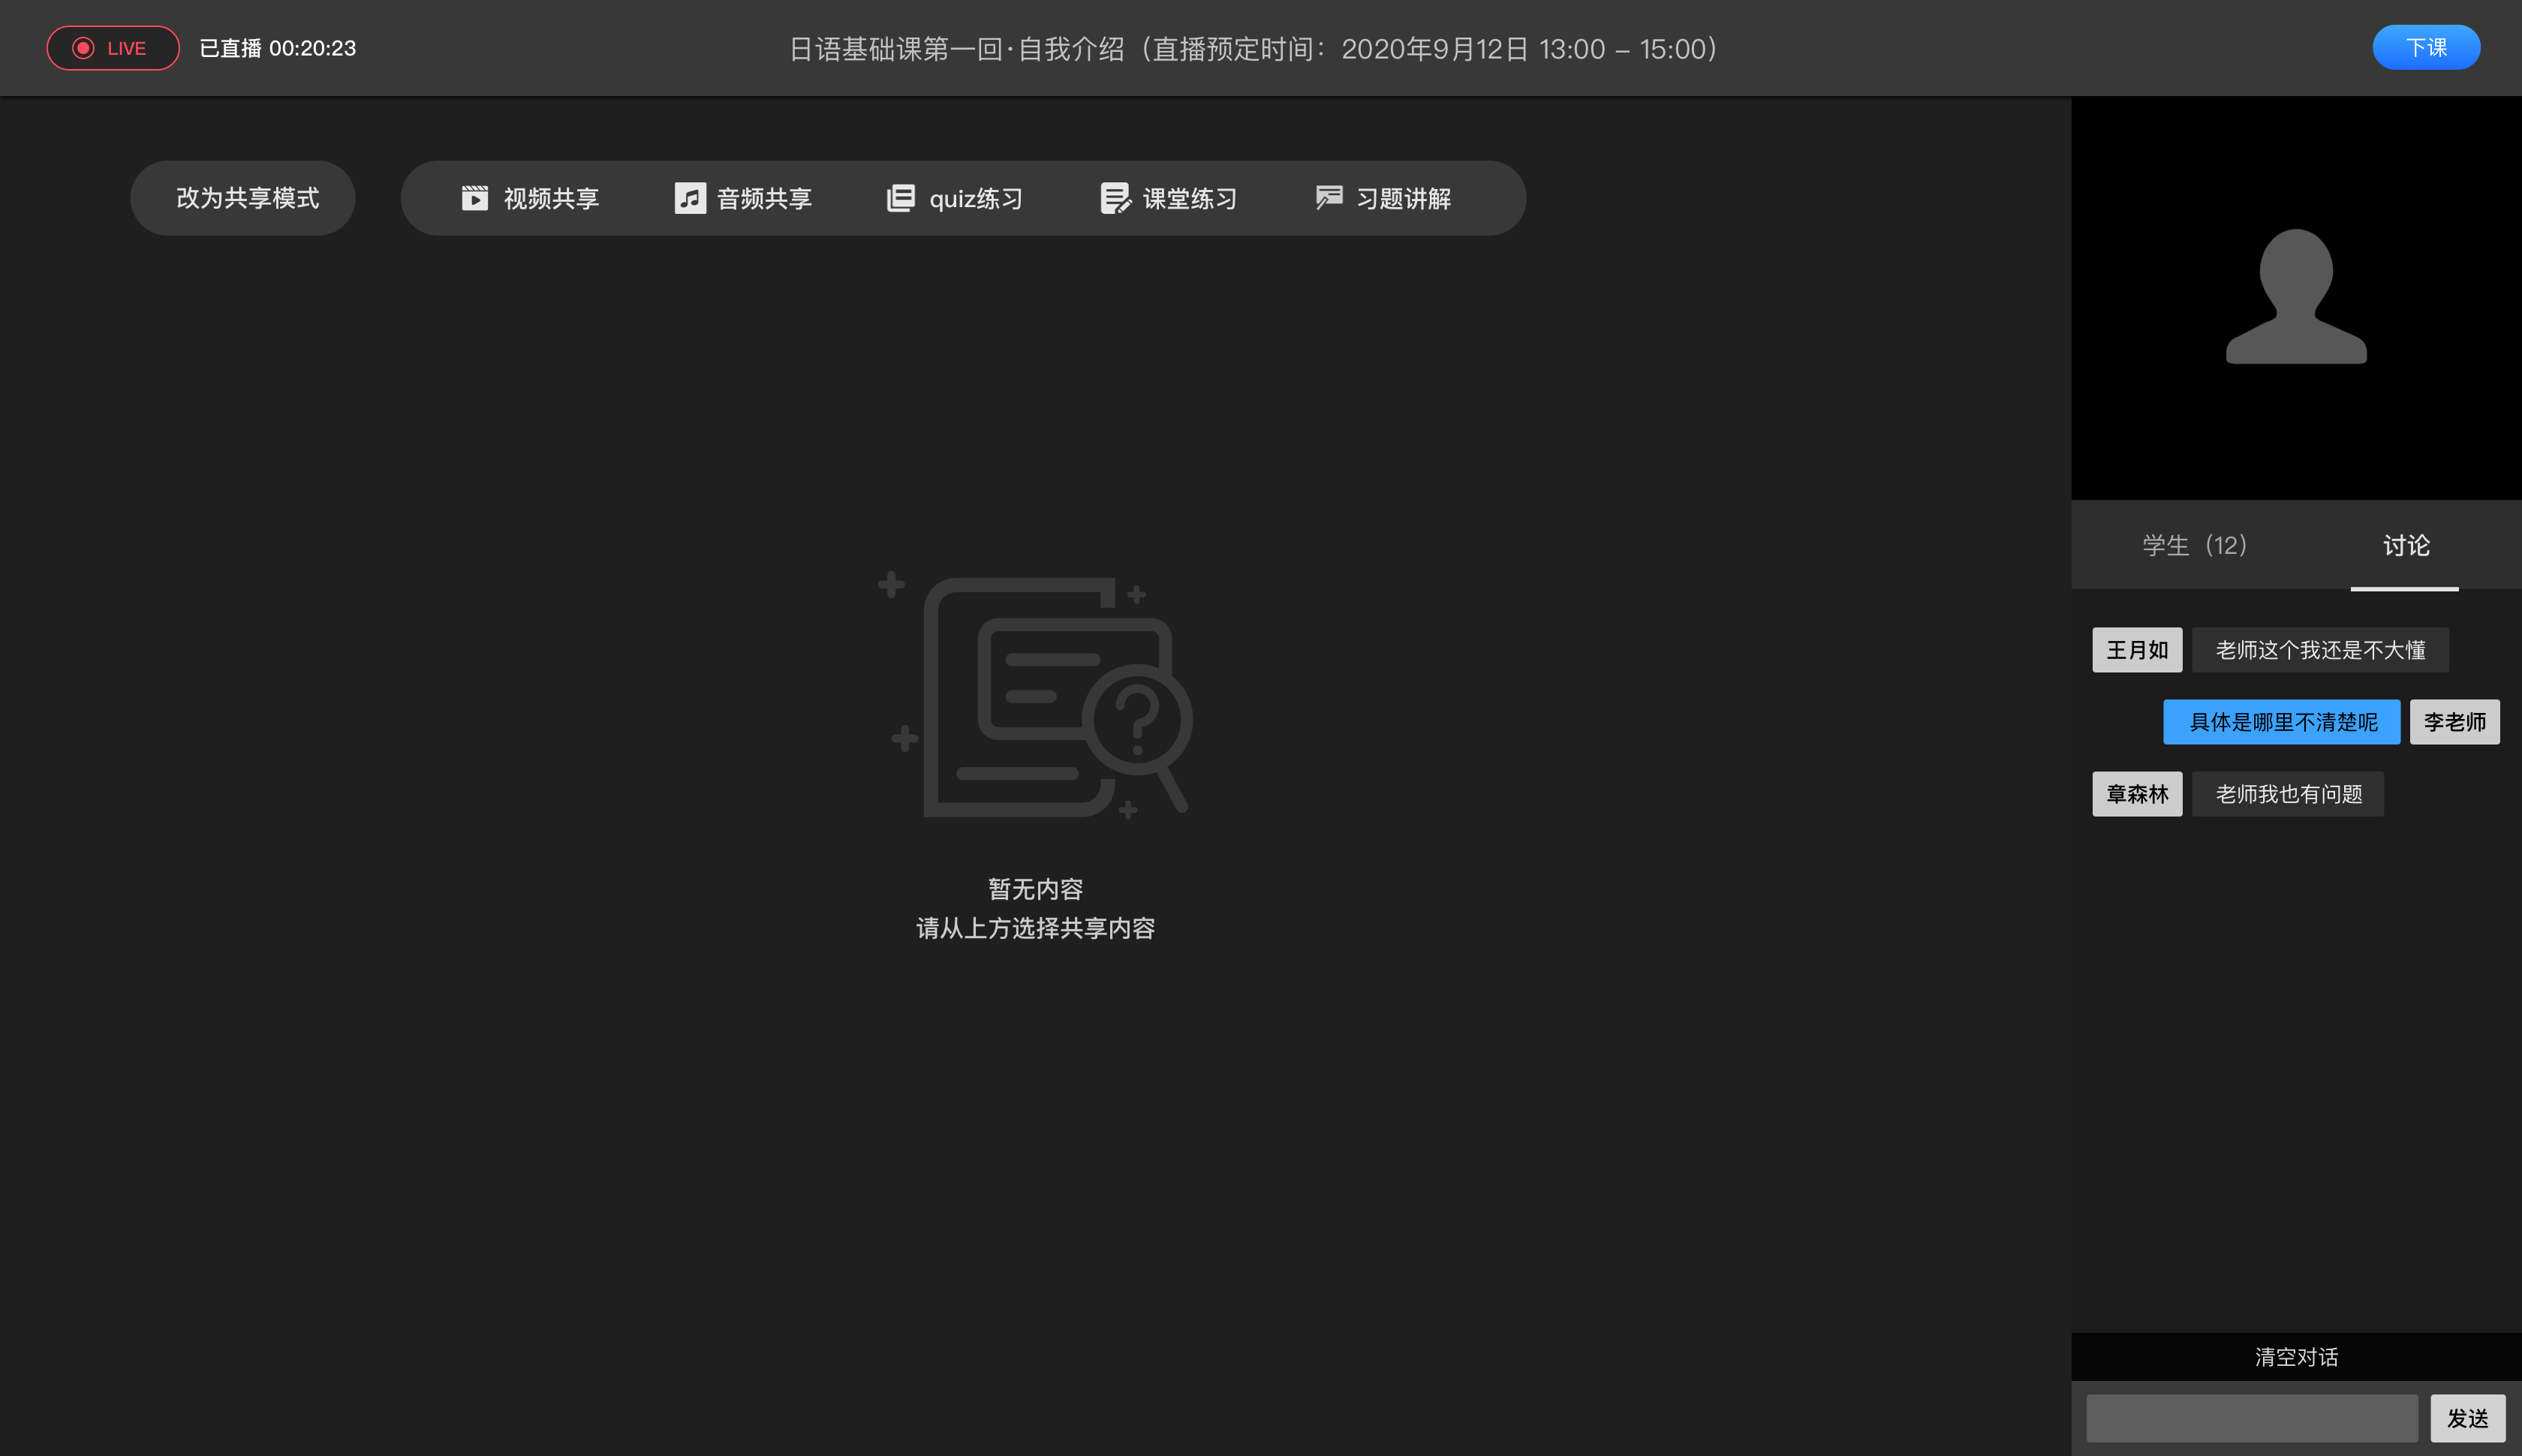 LIVE 已直播 00:20:23
日语基础课第一回·自我介绍（直播预定时间：2020年9月12日 13:00 – 15:00）
下课
改为共享模式
视频共享 音频共享 quiz练习 课堂练习 习题讲解
暂无内容
请从上方选择共享内容
学生（12） 讨论
王月如 老师这个我还是不大懂
具体是哪里不清楚呢 李老师
章森林 老师我也有问题
清空对话
发送